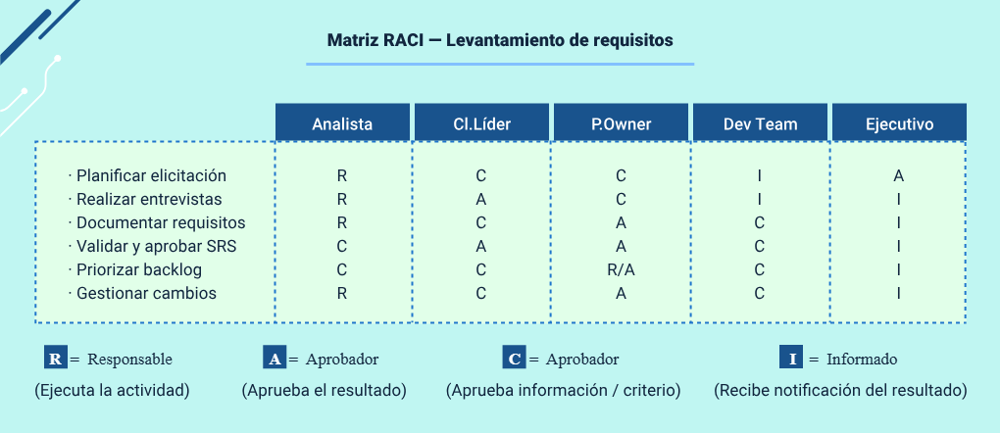 Matriz RACI — Levantamiento de requisitos
Analista Cl.Líder P.Owner Dev Team Ejecutivo
· Planificar elicitación R C C I A
· Realizar entrevistas R A C I I
· Documentar requisitos R C A C I
· Validar y aprobar SRS C A A C I
· Priorizar backlog C C R/A C I
· Gestionar cambios R C A C I
R = Responsable A = Aprobador C = Aprobador I = Informado
(Ejecuta la actividad) (Aprueba el resultado) (Aprueba información / criterio) (Recibe notificación del resultado)